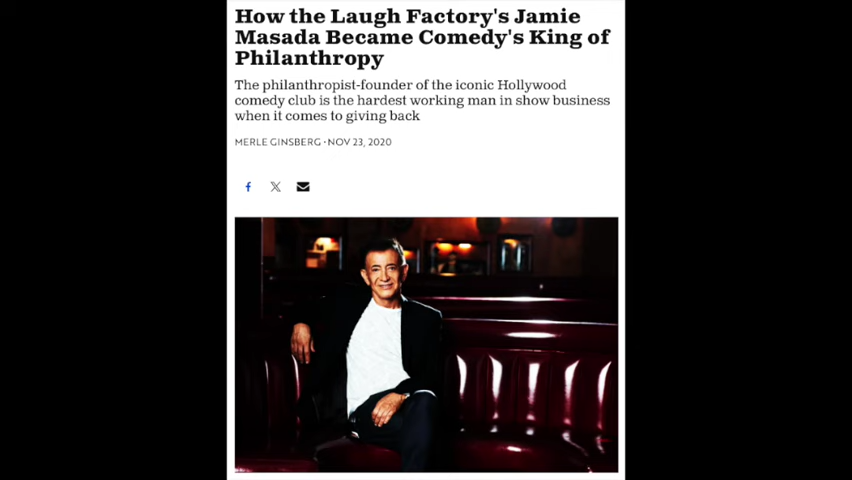 How the Laugh Factory's Jamie
Masada Became Comedy's King of
Philanthropy
The philanthropist-founder of the iconic Hollywood
comedy club is the hardest working man in show business
when it comes to giving back
MERLE GINSBERG · NOV 23, 2020